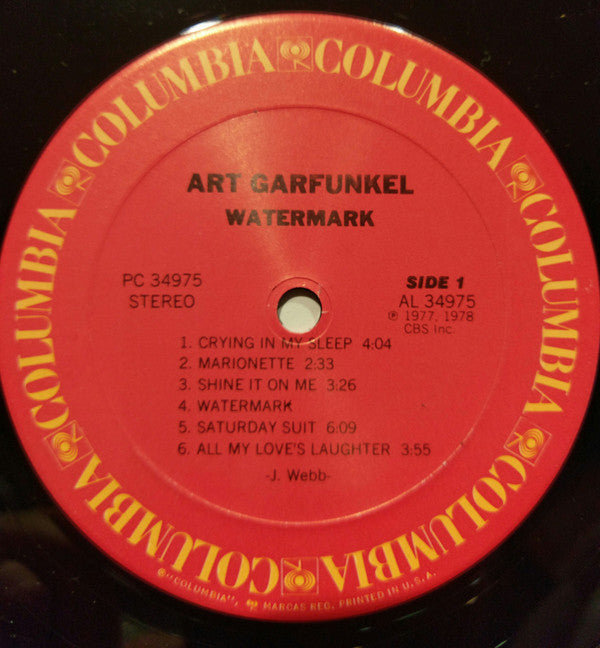 COLUMBIA COLUMBIA COLUMBIA COLUMBIA COLUMBIA COLUMBIA COLUMBIA
ART GARFUNKEL
WATERMARK
PC 34975
STEREO
SIDE 1
AL 34975
℗ 1977, 1978
CBS Inc.
1. CRYING IN MY SLEEP 4:04
2. MARIONETTE 2:33
3. SHINE IT ON ME 3:26
4. WATERMARK
5. SATURDAY SUIT 6:09
6. ALL MY LOVE'S LAUGHTER 3:55
-J. Webb-
®"COLUMBIA", MARCAS REG. PRINTED IN U.S.A.